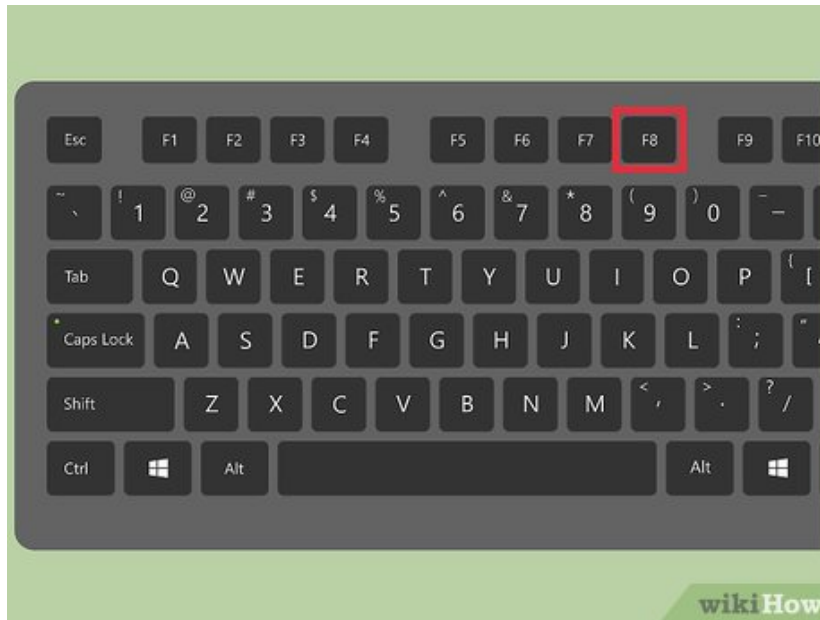 Esc F1 F2 F3 F4 F5 F6 F7 F8 F9 F10
~ ` ! 1 @ 2 # 3 $ 4 % 5 ^ 6 & 7 * 8 ( 9 ) 0 _ -
Tab Q W E R T Y U I O P { [
Caps Lock A S D F G H J K L : ; "
Shift Z X C V B N M < , > . ? /
Ctrl Alt Alt
wikiHow